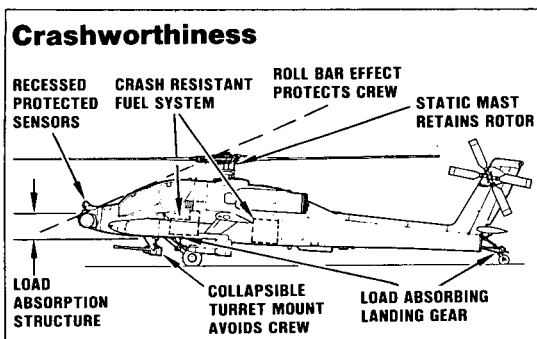 Crashworthiness
RECESSED
PROTECTED
SENSORS
CRASH RESISTANT
FUEL SYSTEM
ROLL BAR EFFECT
PROTECTS CREW
STATIC MAST
RETAINS ROTOR
LOAD
ABSORPTION
STRUCTURE
COLLAPSIBLE
TURRET MOUNT
AVOIDS CREW
LOAD ABSORBING
LANDING GEAR